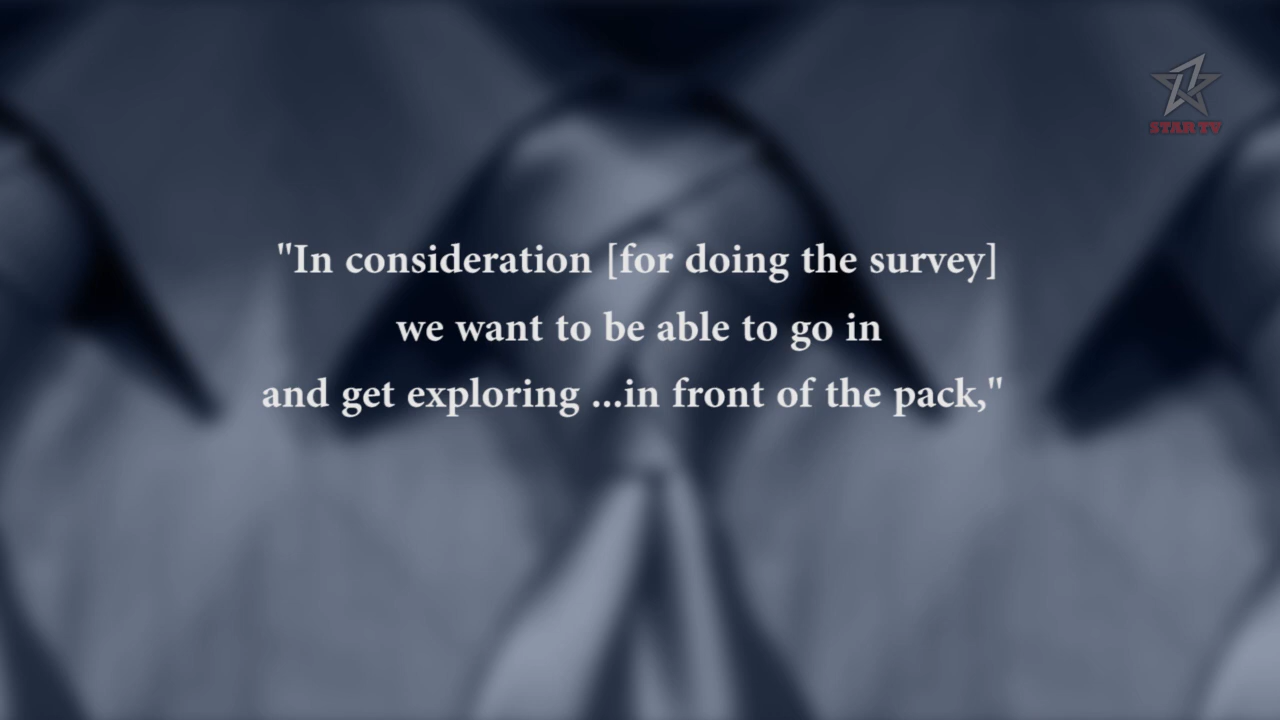 STAR TV
"In consideration [for doing the survey]
we want to be able to go in
and get exploring ...in front of the pack,"